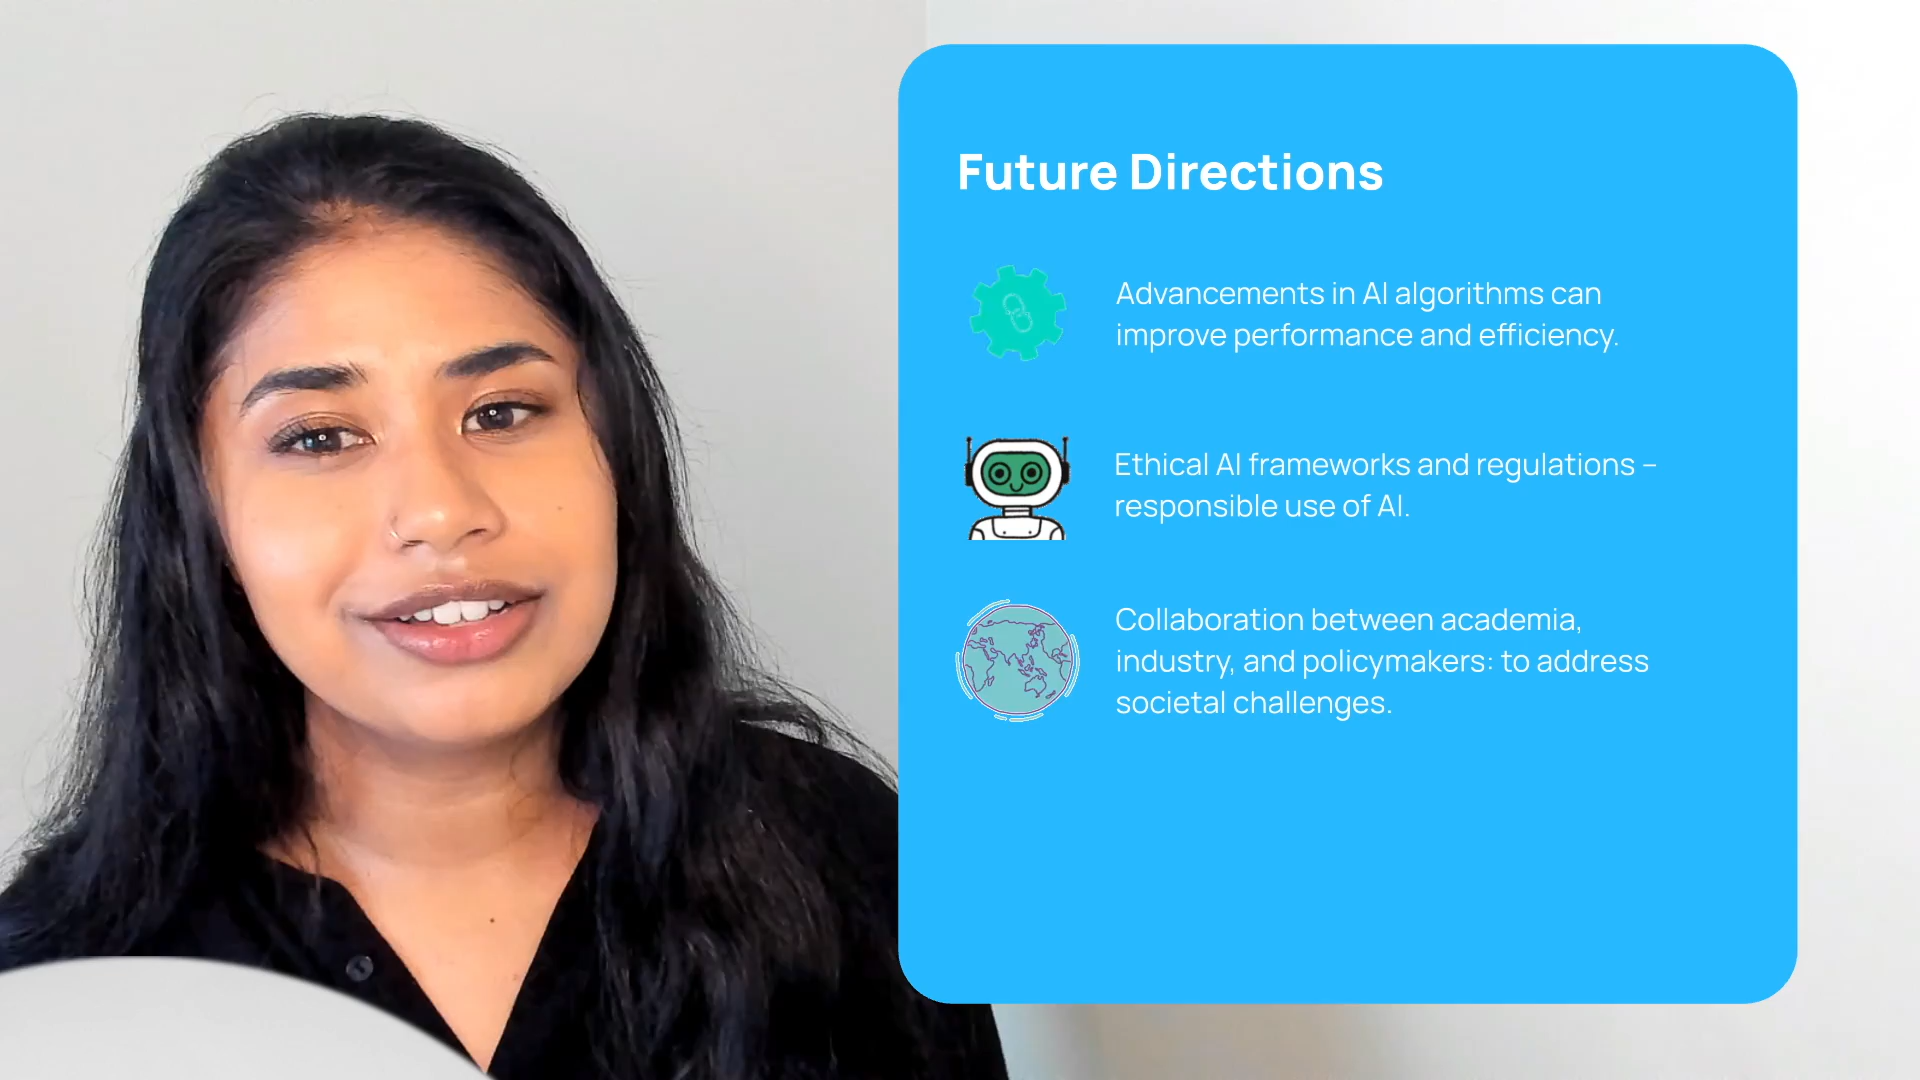 Future Directions
Advancements in AI algorithms can
improve performance and efficiency.
Ethical AI frameworks and regulations –
responsible use of AI.
Collaboration between academia,
industry, and policymakers: to address
societal challenges.